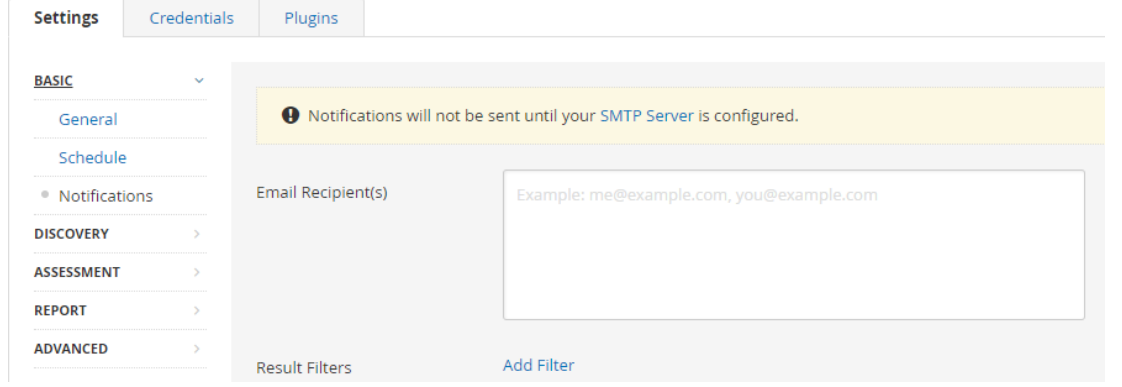 Settings Credentials Plugins
BASIC
General
Schedule
Notifications
DISCOVERY
ASSESSMENT
REPORT
ADVANCED
Notifications will not be sent until your SMTP Server is configured.
Email Recipient(s)
Example: me@example.com, you@example.com
Result Filters Add Filter